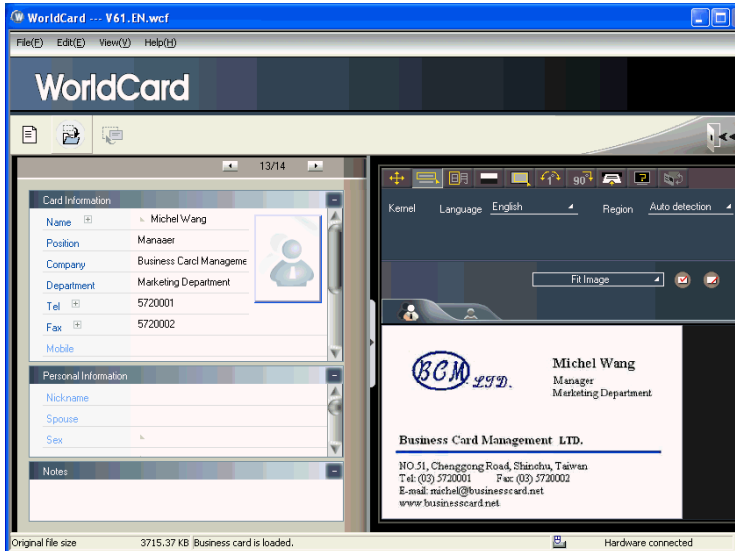 WorldCard --- V61.EN.wcf
File(F) Edit(E) View(V) Help(H)
WorldCard
13/14
Card Information
Name Michel Wang
Position Manaaer
Company Business Carcl Manageme
Department Marketing Department
Tel 5720001
Fax 5720002
Mobile
Personal Information
Nickname
Spouse
Sex
Notes
90°
Kernel Language English Region Auto detection
Fit Image
BCM LTD.
Michel Wang
Manager
Marketing Department
Business Card Management LTD.
NO.51, Chenggong Road, Shinchu, Taiwan
Tel: (03) 5720001 Fax: (03) 5720002
E-mail: michel@businesscard.net
www.businesscard.net
Original file size 3715.37 KB Business card is loaded. Hardware connected